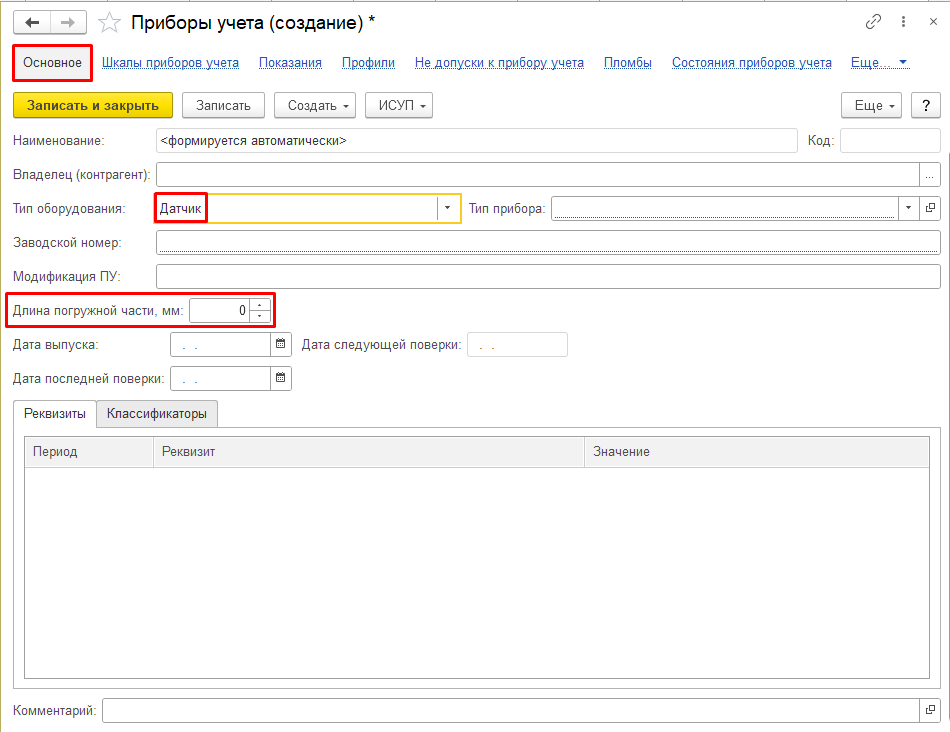 Приборы учета (создание) *
Основное Шкалы приборов учета Показания Профили Не допуски к прибору учета Пломбы Состояния приборов учета Еще...
Записать и закрыть Записать Создать ИСУП Еще ?
Наименование: <формируется автоматически> Код:
Владелец (контрагент): ...
Тип оборудования: Датчик Тип прибора:
Заводской номер:
Модификация ПУ:
Длина погружной части, мм: 0
Дата выпуска: . . Дата следующей поверки: . .
Дата последней поверки: . .
Реквизиты Классификаторы
Период Реквизит Значение
Комментарий: